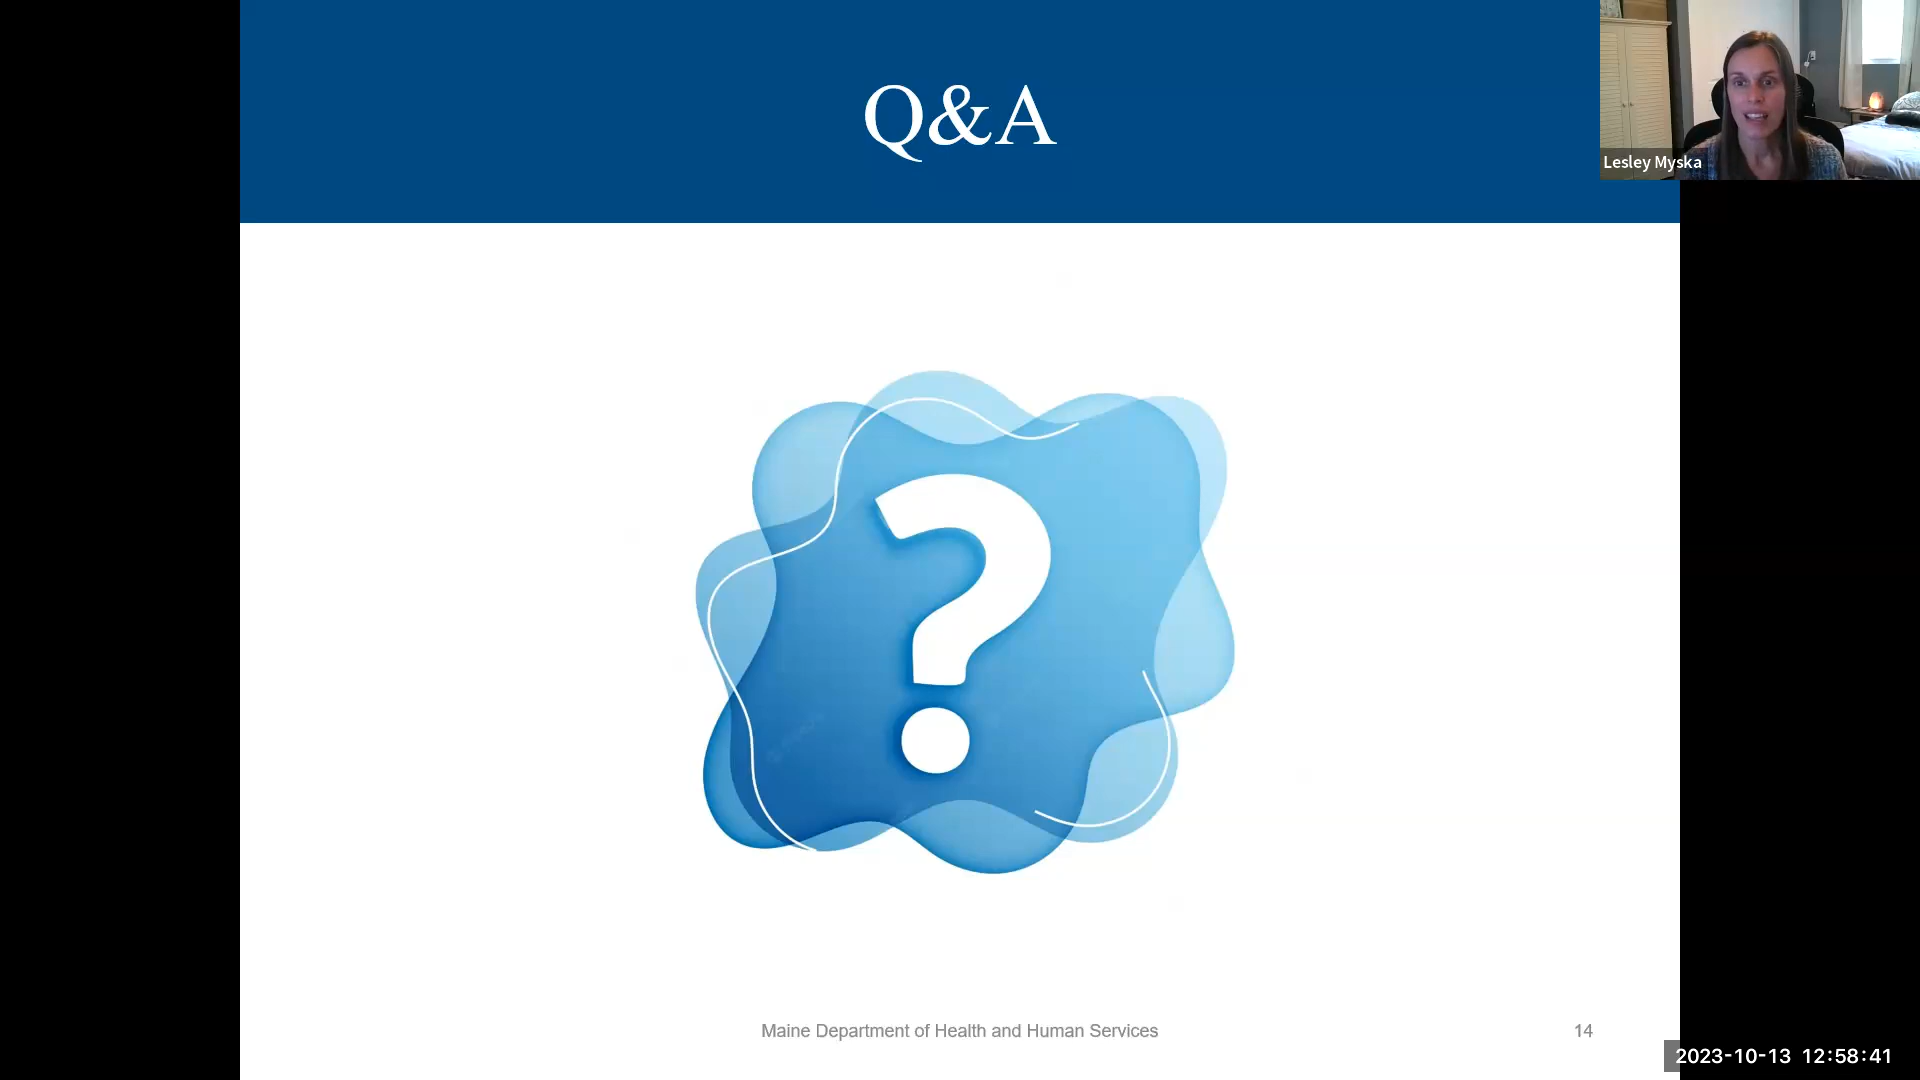 Q&A
Lesley Myska
?
Maine Department of Health and Human Services
14
2023-10-13 12:58:41